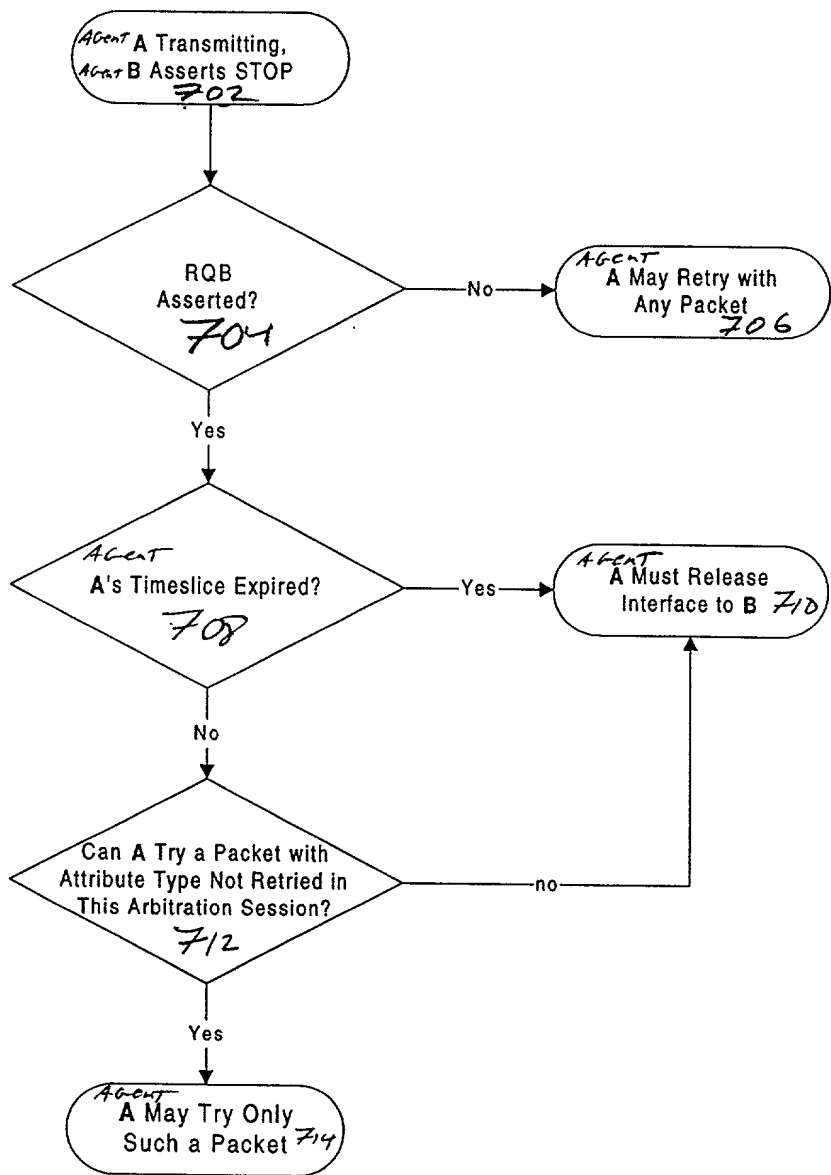 Agent A Transmitting,
Agent B Asserts STOP
702
RQB
Asserted?
704
No
Agent
A May Retry with
Any Packet
706
Yes
Agent
A's Timeslice Expired?
708
Yes
Agent
A Must Release
Interface to B 710
No
Can A Try a Packet with
Attribute Type Not Retried in
This Arbitration Session?
712
no
Yes
Agent
A May Try Only
Such a Packet 714